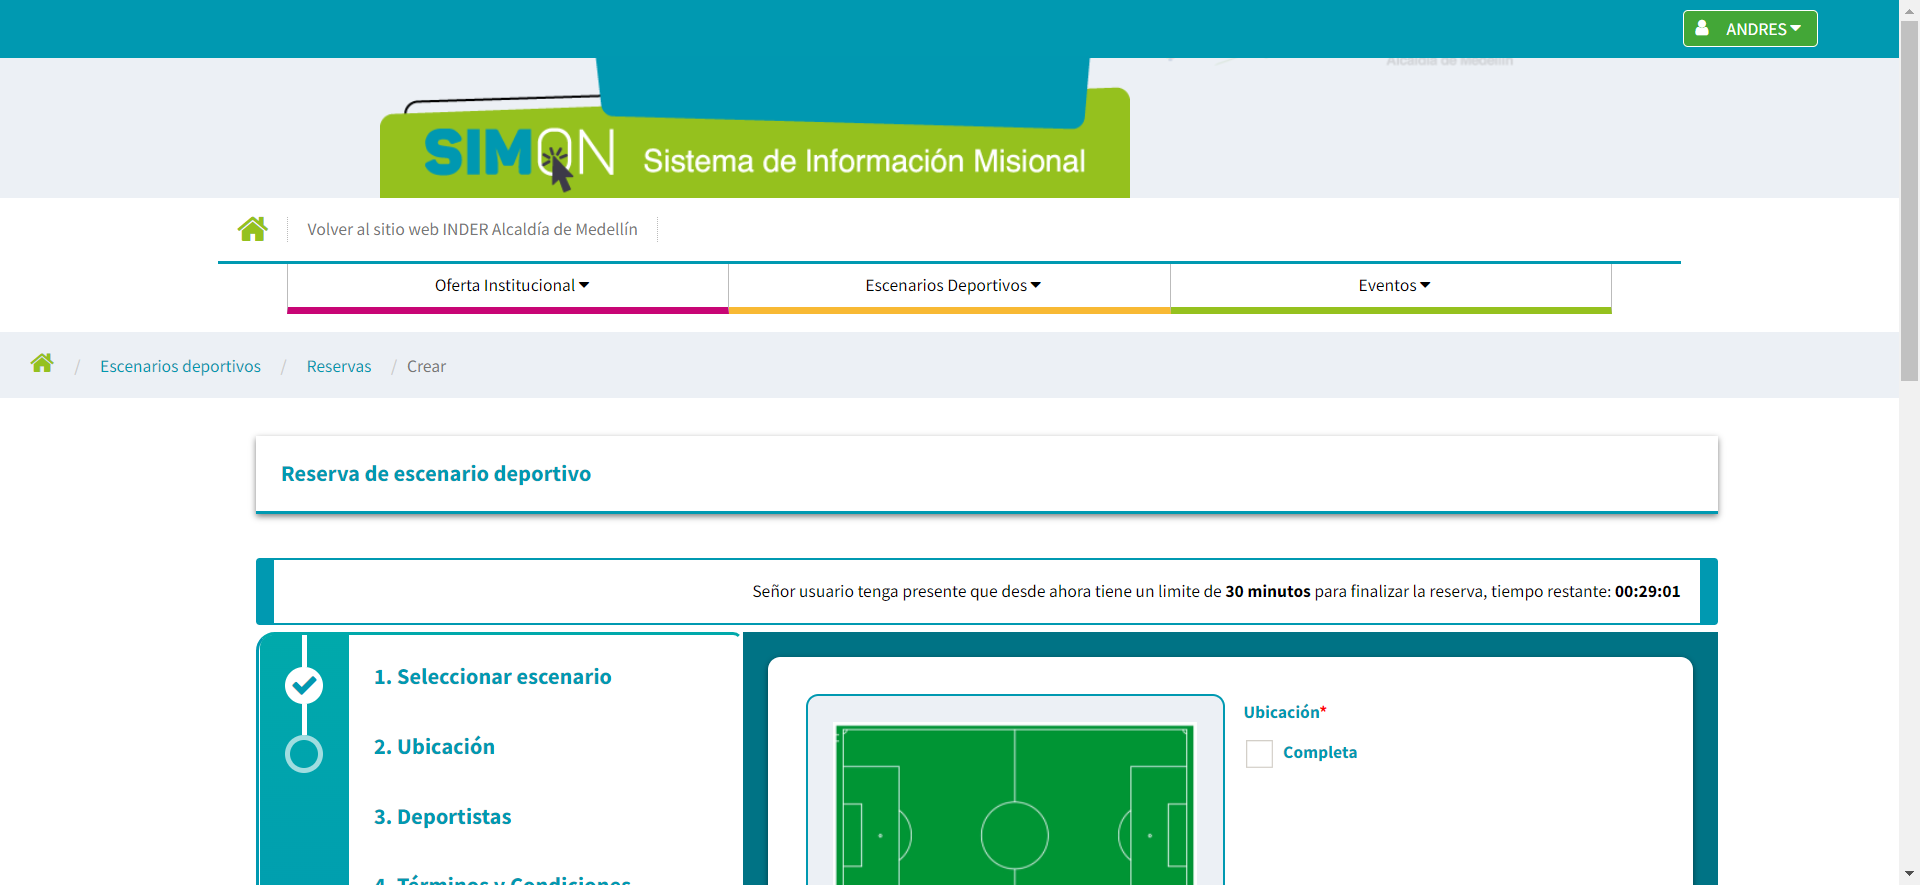 ANDRES
Alcaldía de Medellín
SIMON Sistema de Información Misional
Volver al sitio web INDER Alcaldía de Medellín
Oferta Institucional Escenarios Deportivos Eventos
/ Escenarios deportivos / Reservas / Crear
Reserva de escenario deportivo
Señor usuario tenga presente que desde ahora tiene un limite de 30 minutos para finalizar la reserva, tiempo restante: 00:29:01
1. Seleccionar escenario
2. Ubicación
3. Deportistas
4. Términos y Condiciones
Ubicación*
Completa